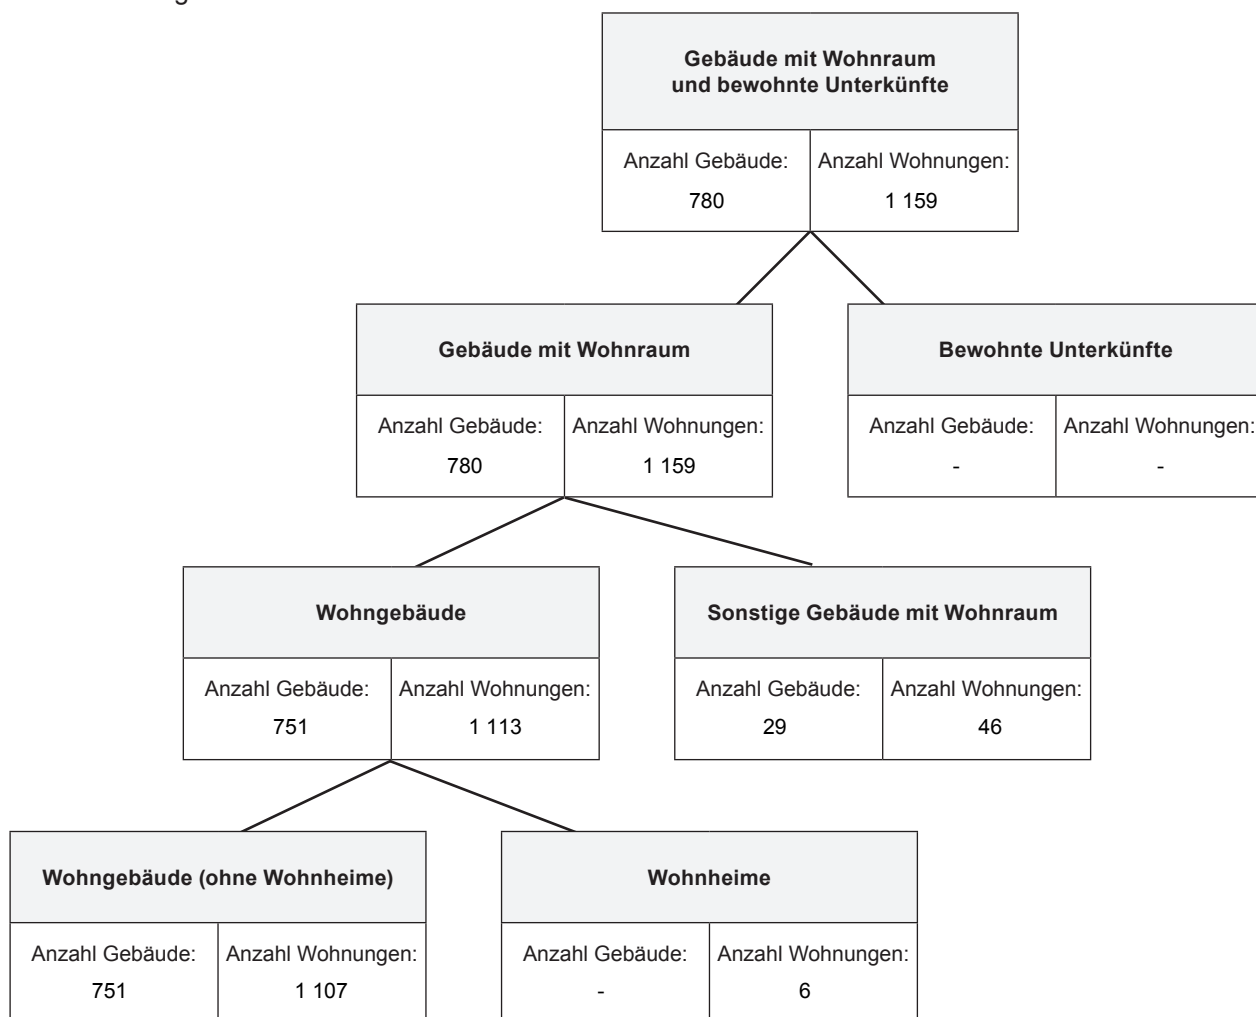 Gebäude mit Wohnraum
und bewohnte Unterkünfte
Anzahl Gebäude: Anzahl Wohnungen:
780 1 159
Gebäude mit Wohnraum
Anzahl Gebäude: Anzahl Wohnungen:
780 1 159
Bewohnte Unterkünfte
Anzahl Gebäude: Anzahl Wohnungen:
- -
Wohngebäude
Anzahl Gebäude: Anzahl Wohnungen:
751 1 113
Sonstige Gebäude mit Wohnraum
Anzahl Gebäude: Anzahl Wohnungen:
29 46
Wohngebäude (ohne Wohnheime)
Anzahl Gebäude: Anzahl Wohnungen:
751 1 107
Wohnheime
Anzahl Gebäude: Anzahl Wohnungen:
- 6